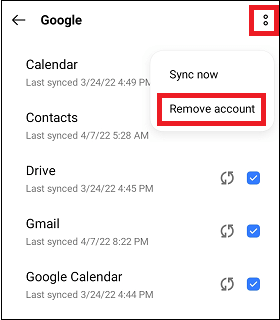 Google
Calendar
Last synced 3/24/22 4:49 PM
Sync now
Remove account
Contacts
Last synced 4/7/22 5:28 AM
Drive
Last synced 3/24/22 4:45 PM
Gmail
Last synced 4/7/22 8:22 PM
Google Calendar
Last synced 3/24/22 4:44 PM